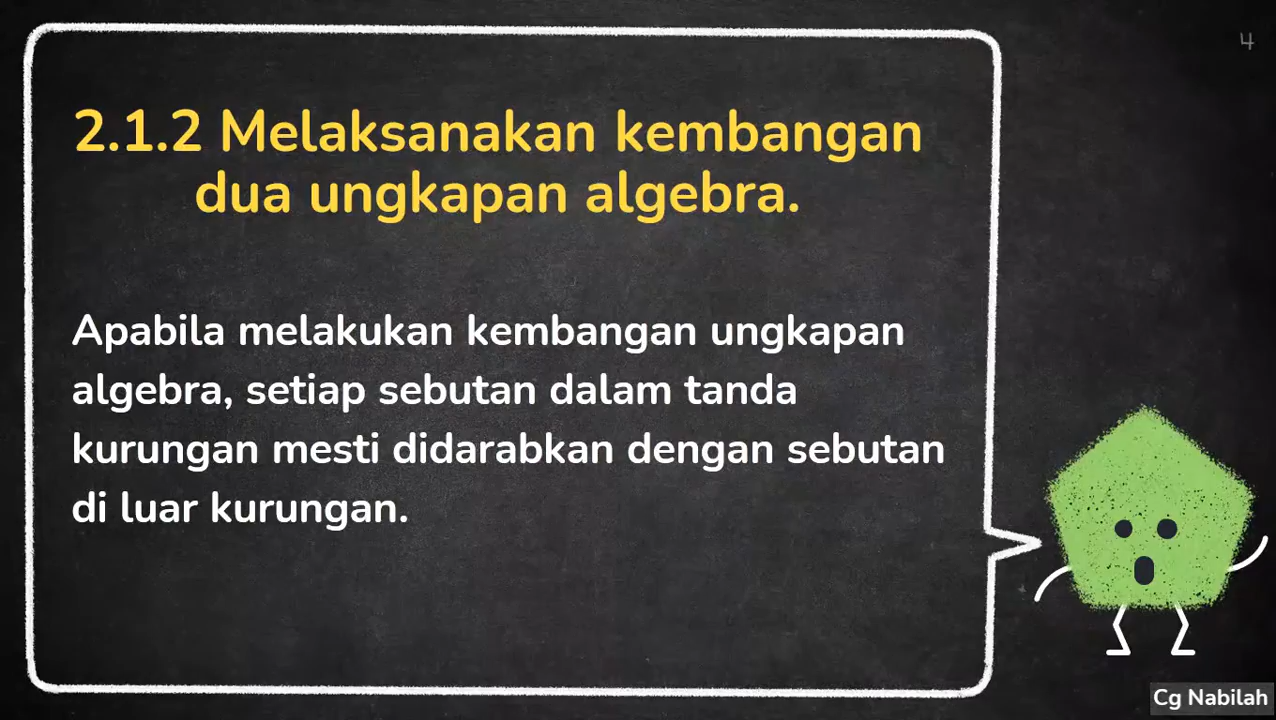 4
2.1.2 Melaksanakan kembangan
dua ungkapan algebra.
Apabila melakukan kembangan ungkapan
algebra, setiap sebutan dalam tanda
kurungan mesti didarabkan dengan sebutan
di luar kurungan.
Cg Nabilah